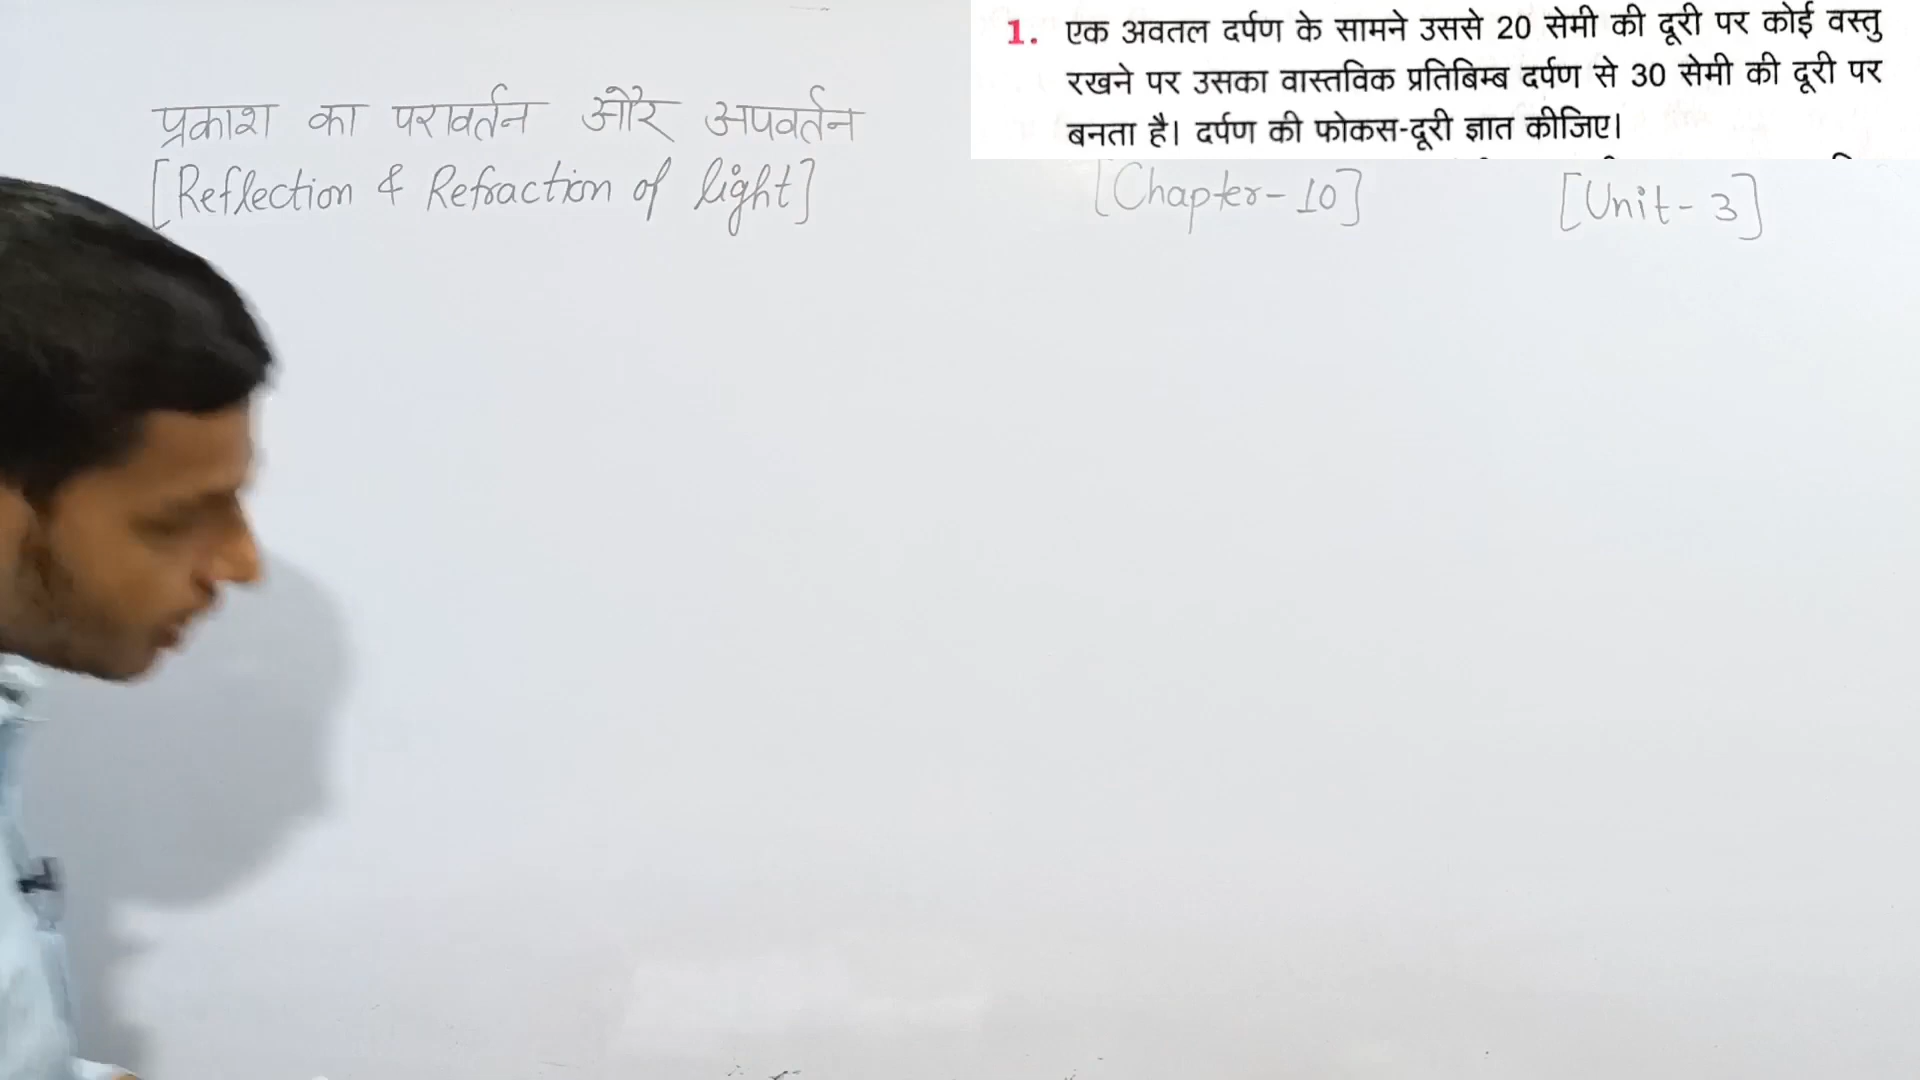 1. एक अवतल दर्पण के सामने उससे 20 सेमी की दूरी पर कोई वस्तु
रखने पर उसका वास्तविक प्रतिबिम्ब दर्पण से 30 सेमी की दूरी पर
बनता है। दर्पण की फोकस-दूरी ज्ञात कीजिए।
प्रकाश का परावर्तन और अपवर्तन
[Reflection & Refraction of light]
[Chapter-10]
[Unit-3]